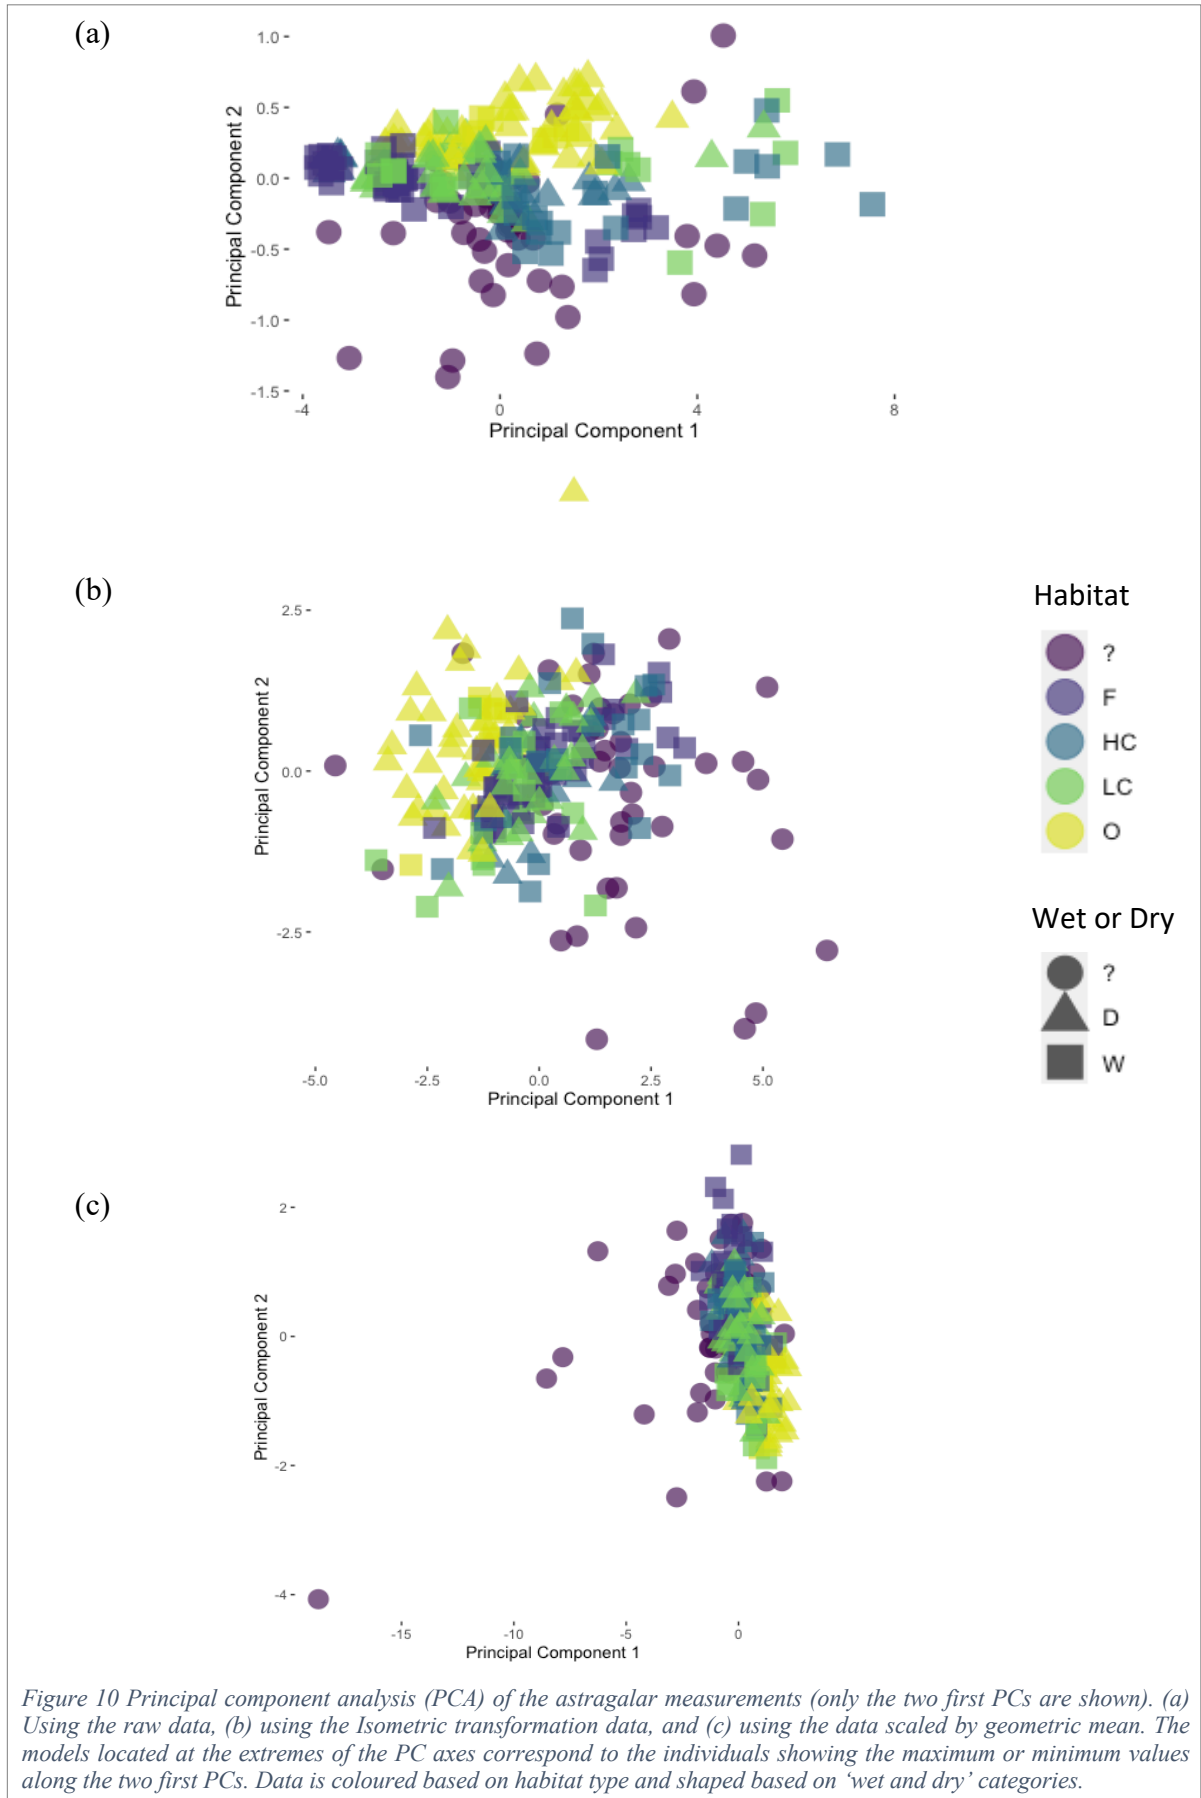 (a)
1.0
0.5
0.0
-0.5
-1.0
-1.5
Principal Component 2
-4 0 4 8
Principal Component 1
(b)
2.5
0.0
-2.5
Principal Component 2
-5.0 -2.5 0.0 2.5 5.0
Principal Component 1
Habitat
?
F
HC
LC
O
Wet or Dry
?
D
W
(c)
2
0
-2
-4
Principal Component 2
-15 -10 -5 0
Principal Component 1
Figure 10 Principal component analysis (PCA) of the astragalar measurements (only the two first PCs are shown). (a)
Using the raw data, (b) using the Isometric transformation data, and (c) using the data scaled by geometric mean. The
models located at the extremes of the PC axes correspond to the individuals showing the maximum or minimum values
along the two first PCs. Data is coloured based on habitat type and shaped based on ‘wet and dry’ categories.